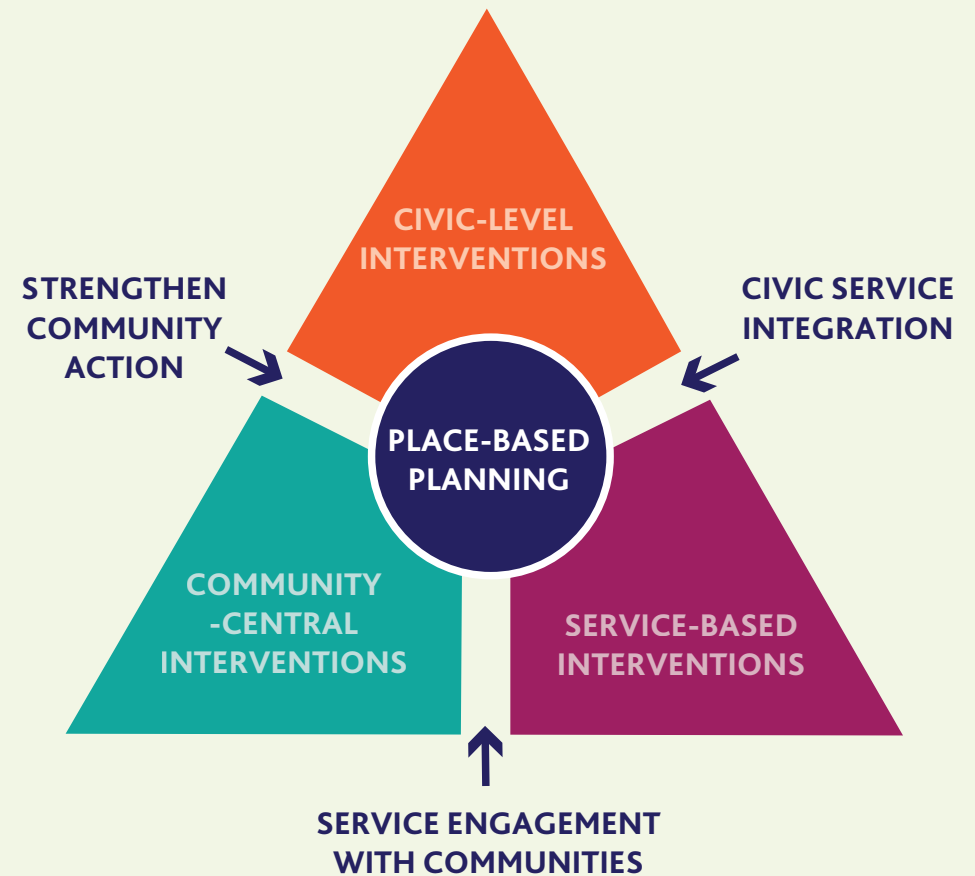 CIVIC-LEVEL
INTERVENTIONS
STRENGTHEN
COMMUNITY
ACTION
CIVIC SERVICE
INTEGRATION
PLACE-BASED
PLANNING
COMMUNITY
-CENTRAL
INTERVENTIONS
SERVICE-BASED
INTERVENTIONS
SERVICE ENGAGEMENT
WITH COMMUNITIES